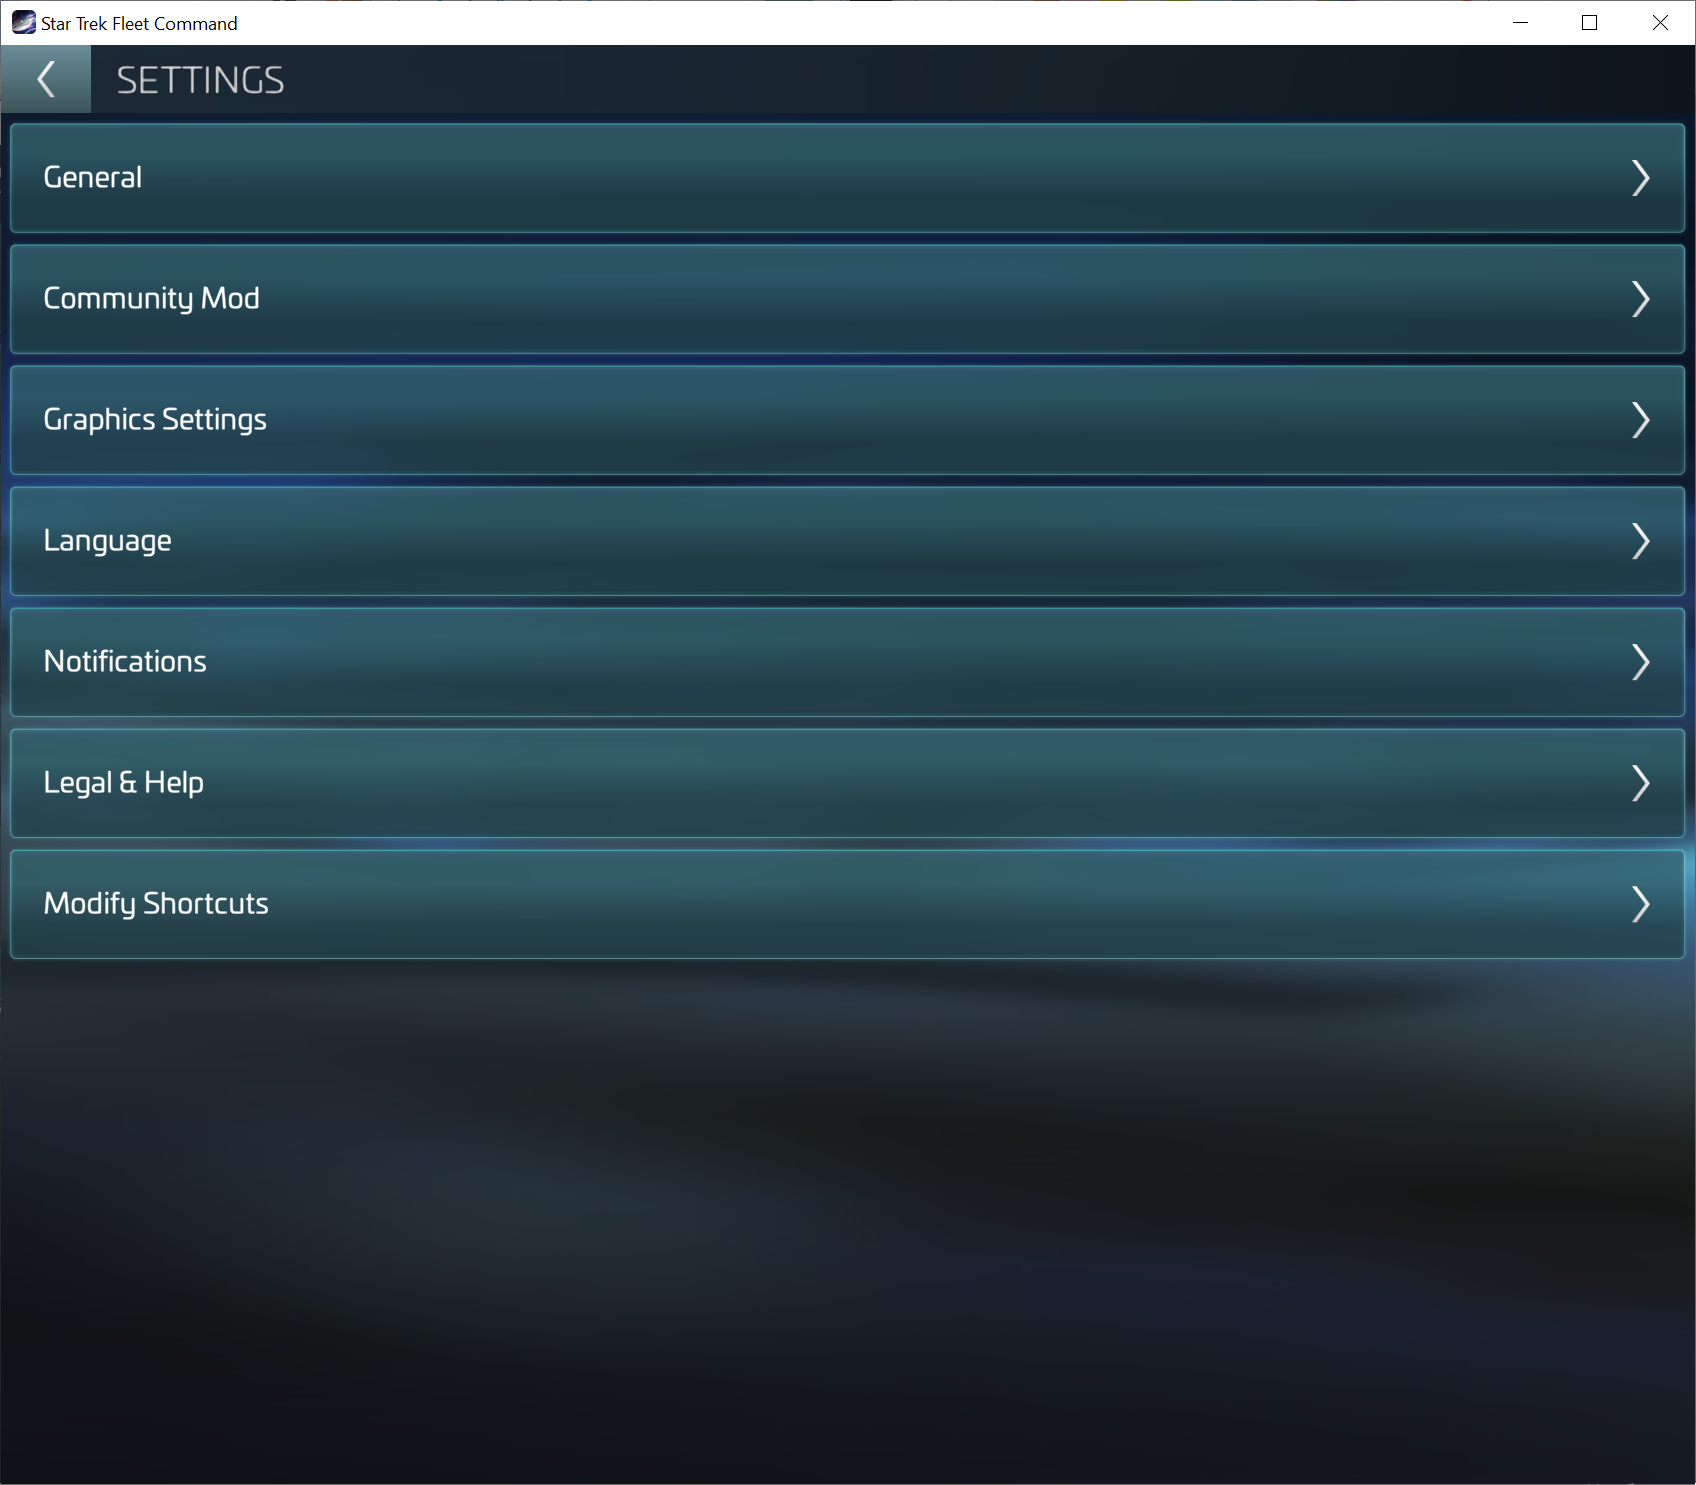 Star Trek Fleet Command
SETTINGS
General
Community Mod
Graphics Settings
Language
Notifications
Legal & Help
Modify Shortcuts